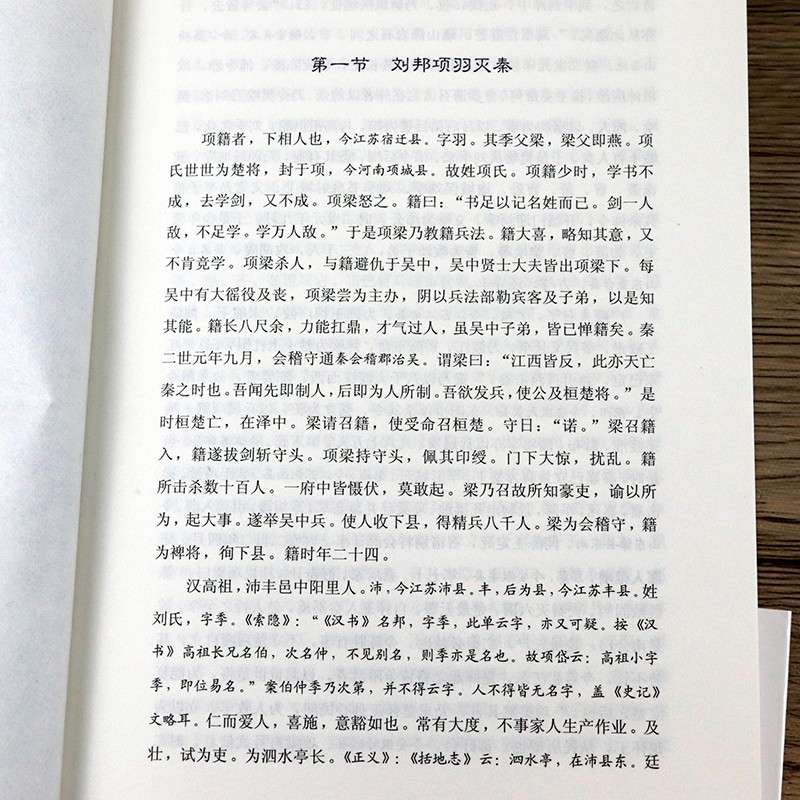 第一节 刘邦项羽灭秦
项籍者，下相人也，今江苏宿迁县。字羽。其季父梁，梁父即燕。项
氏世世为楚将，封于项，今河南项城县。故姓项氏。项籍少时，学书不
成，去学剑，又不成。项梁怒之。籍曰：“书足以记名姓而已。剑一人
敌，不足学。学万人敌。”于是项梁乃教籍兵法。籍大喜，略知其意，又
不肯竞学。项梁杀人，与籍避仇于吴中，吴中贤士大夫皆出项梁下。每
吴中有大徭役及丧，项梁尝为主办，阴以兵法部勒宾客及子弟，以是知
其能。籍长八尺余，力能扛鼎，才气过人，虽吴中子弟，皆已惮籍矣。秦
二世元年九月，会稽守通秦会稽郡治吴。谓梁曰：“江西皆反，此亦天亡
秦之时也。吾闻先即制人，后即为人所制。吾欲发兵，使公及桓楚将。”是
时桓楚亡，在泽中。梁请召籍，使受命召桓楚。守曰：“诺。”梁召籍
入，籍遂拔剑斩守头。项梁持守头，佩其印绶。门下大惊，扰乱。籍
所击杀数十百人。一府中皆慑伏，莫敢起。梁乃召故所知豪吏，谕以所
为，起大事。遂举吴中兵。使人收下县，得精兵八千人。梁为会稽守，籍
为裨将，徇下县。籍时年二十四。
汉高祖，沛丰邑中阳里人。沛，今江苏沛县。丰，后为县，今江苏丰县。姓
刘氏，字季。《索隐》：“《汉书》名邦，字季，此单云字，亦又可疑。按《汉
书》高祖长兄名伯，次名仲，不见别名，则季亦是名也。故项岱云：高祖小字
季，即位易名。”案伯仲季乃次第，并不得云字。人不得皆无名字，盖《史记》
文略耳。仁而爱人，喜施，意豁如也。常有大度，不事家人生产作业。及
壮，试为吏。为泗水亭长。《正义》：《括地志》云：泗水亭，在沛县东。廷